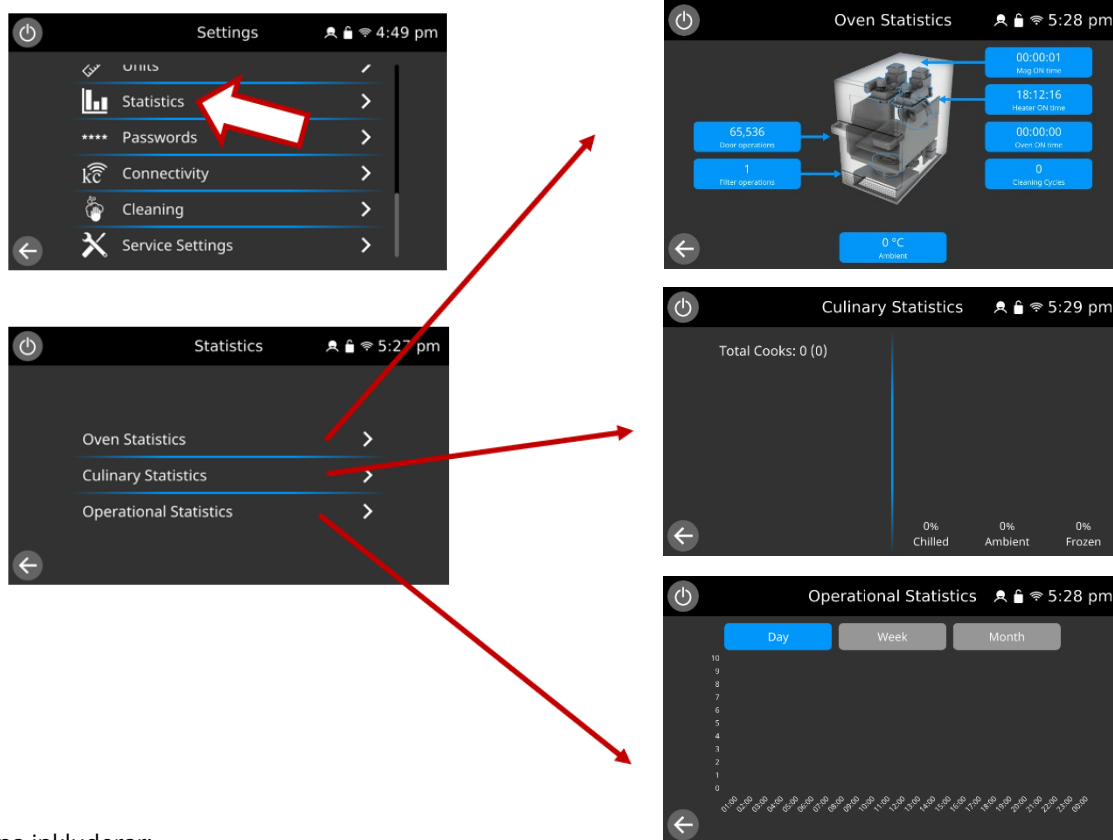 Settings 4:49 pm
Units
Statistics
**** Passwords
kc Connectivity
Cleaning
Service Settings
Statistics 5:27 pm
Oven Statistics
Culinary Statistics
Operational Statistics
Oven Statistics 5:28 pm
00:00:01
Mag ON time
18:12:16
Heater ON time
65,536
Door operations
00:00:00
Oven ON time
1
Filter operations
0
Cleaning Cycles
0 °C
Ambient
Culinary Statistics 5:29 pm
Total Cooks: 0 (0)
0% 0% 0%
Chilled Ambient Frozen
Operational Statistics 5:28 pm
Day Week Month
10
9
8
7
6
5
4
3
2
1
0
01:00 02:00 03:00 04:00 05:00 06:00 07:00 08:00 09:00 10:00 11:00 12:00 13:00 14:00 15:00 16:00 17:00 18:00 19:00 20:00 21:00 22:00 23:00 00:00
inkluderar: